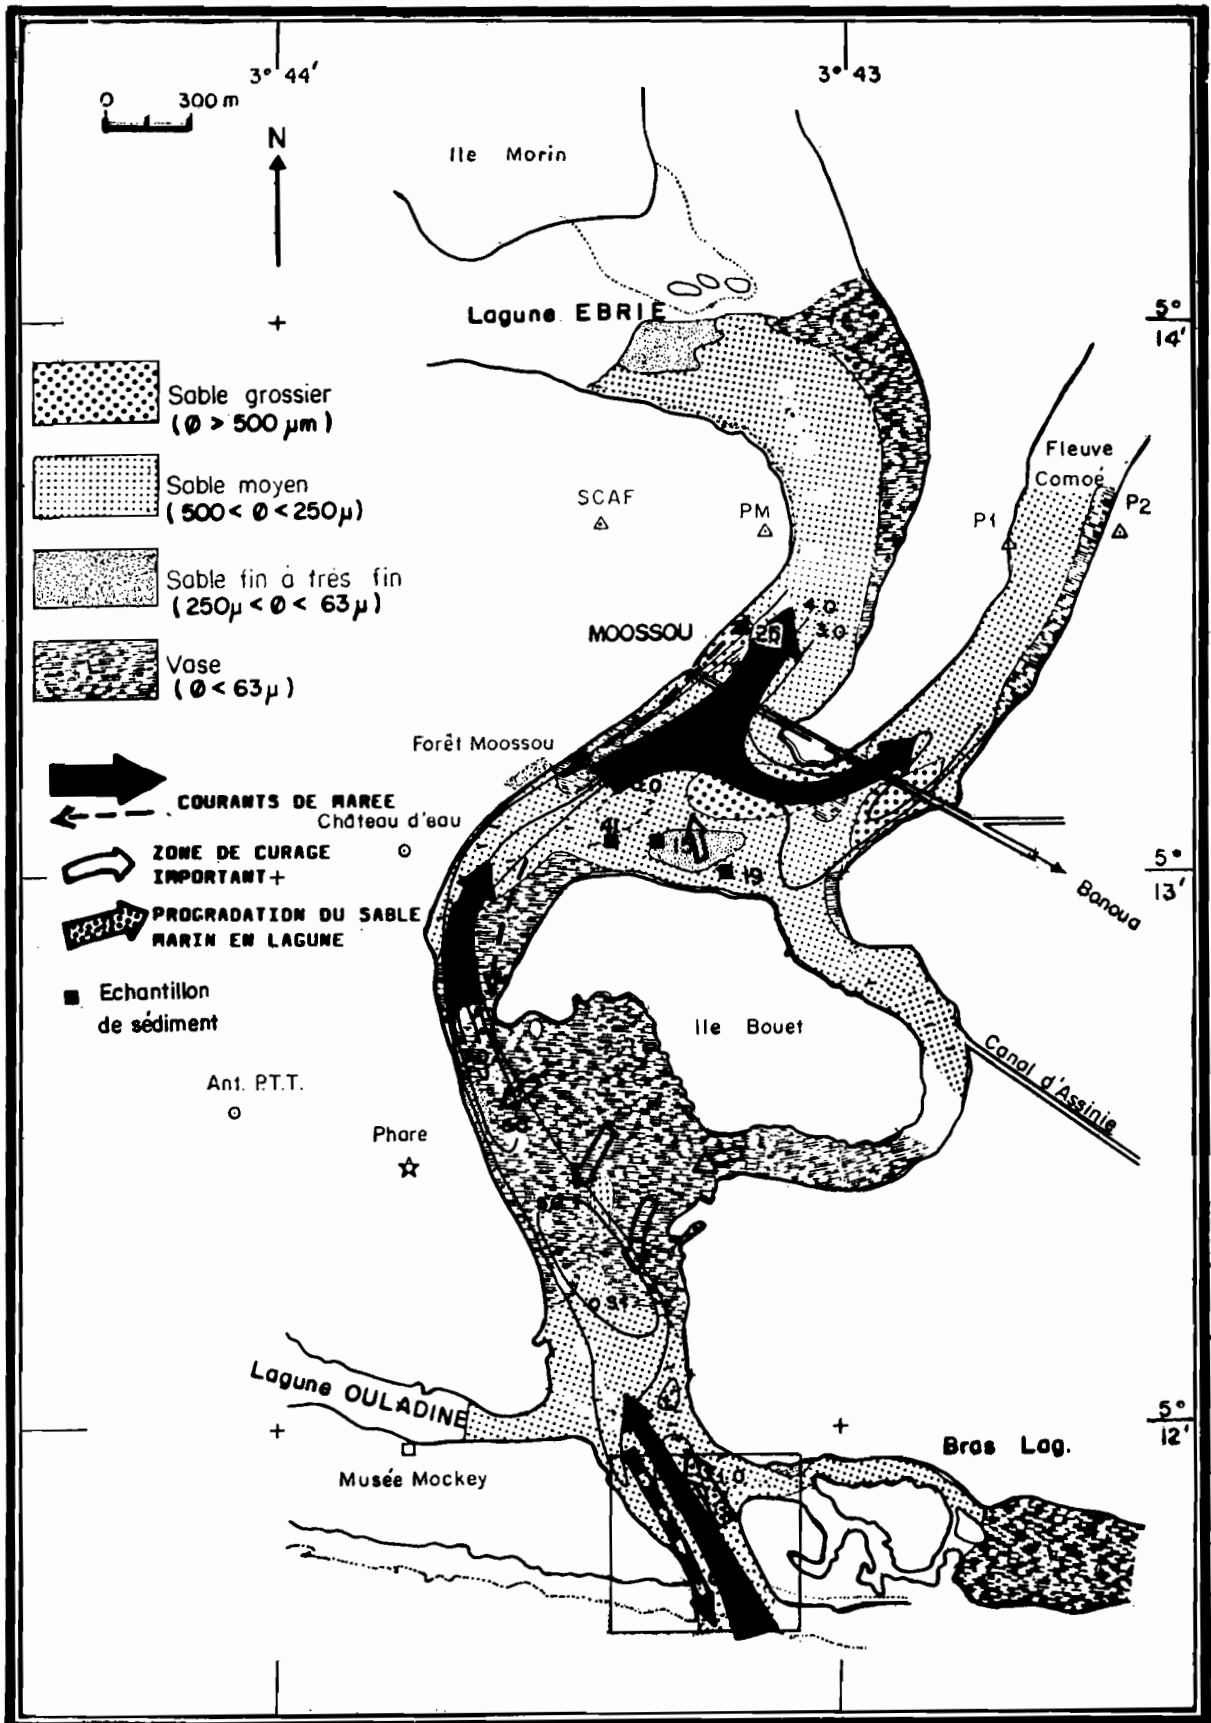 3° 44'
3° 43
0 300 m
N
Ile Morin
Lagune EBRIE
5°
14'
Sable grossier
(Ø > 500 µm)
Sable moyen
(500 < Ø < 250µ)
Sable fin à très fin
(250µ < Ø < 63µ)
Vase
(Ø < 63µ)
Fleuve
Comoé
SCAF
PM
P1
P2
MOOSSOU
25
4.0
3.0
Forêt Moossou
COURANTS DE MAREE
Château d'eau
ZONE DE CURAGE
IMPORTANT+
PROGRADATION DU SABLE
MARIN EN LAGUNE
Echantillon
de sédiment
41
15
19
5°
13'
Bonoua
Ile Bouet
Canal d'Assinie
Ant. P.T.T.
Phare
Lagune OULADINE
5°
12'
Bras Lag.
Musée Mockey